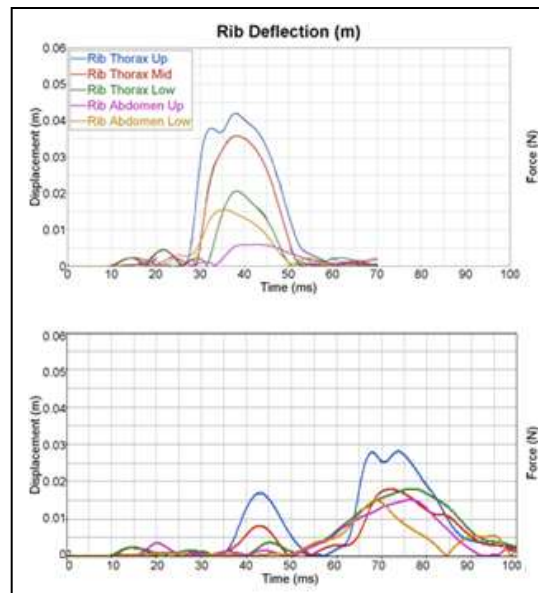 Rib Deflection (m)
0.06
0.05
0.04
0.03
0.02
0.01
0
Displacement (m)
Rib Thorax Up
Rib Thorax Mid
Rib Thorax Low
Rib Abdomen Up
Rib Abdomen Low
Force (N)
0 10 20 30 40 50 60 70 80 90 100
Time (ms)
0.06
0.05
0.04
0.03
0.02
0.01
0
Displacement (m)
Force (N)
0 10 20 30 40 50 60 70 80 90 100
Time (ms)